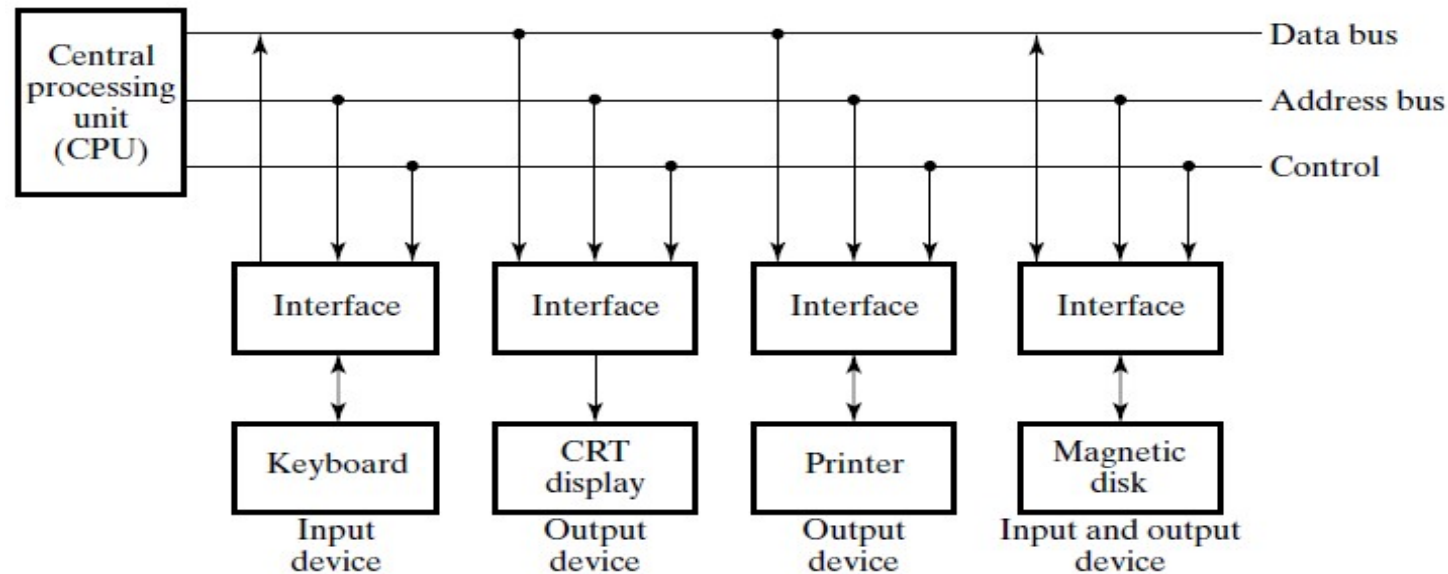 Central
processing
unit
(CPU)
Data bus
Address bus
Control
Interface
Interface
Interface
Interface
Keyboard
CRT
display
Printer
Magnetic
disk
Input
device
Output
device
Output
device
Input and output
device